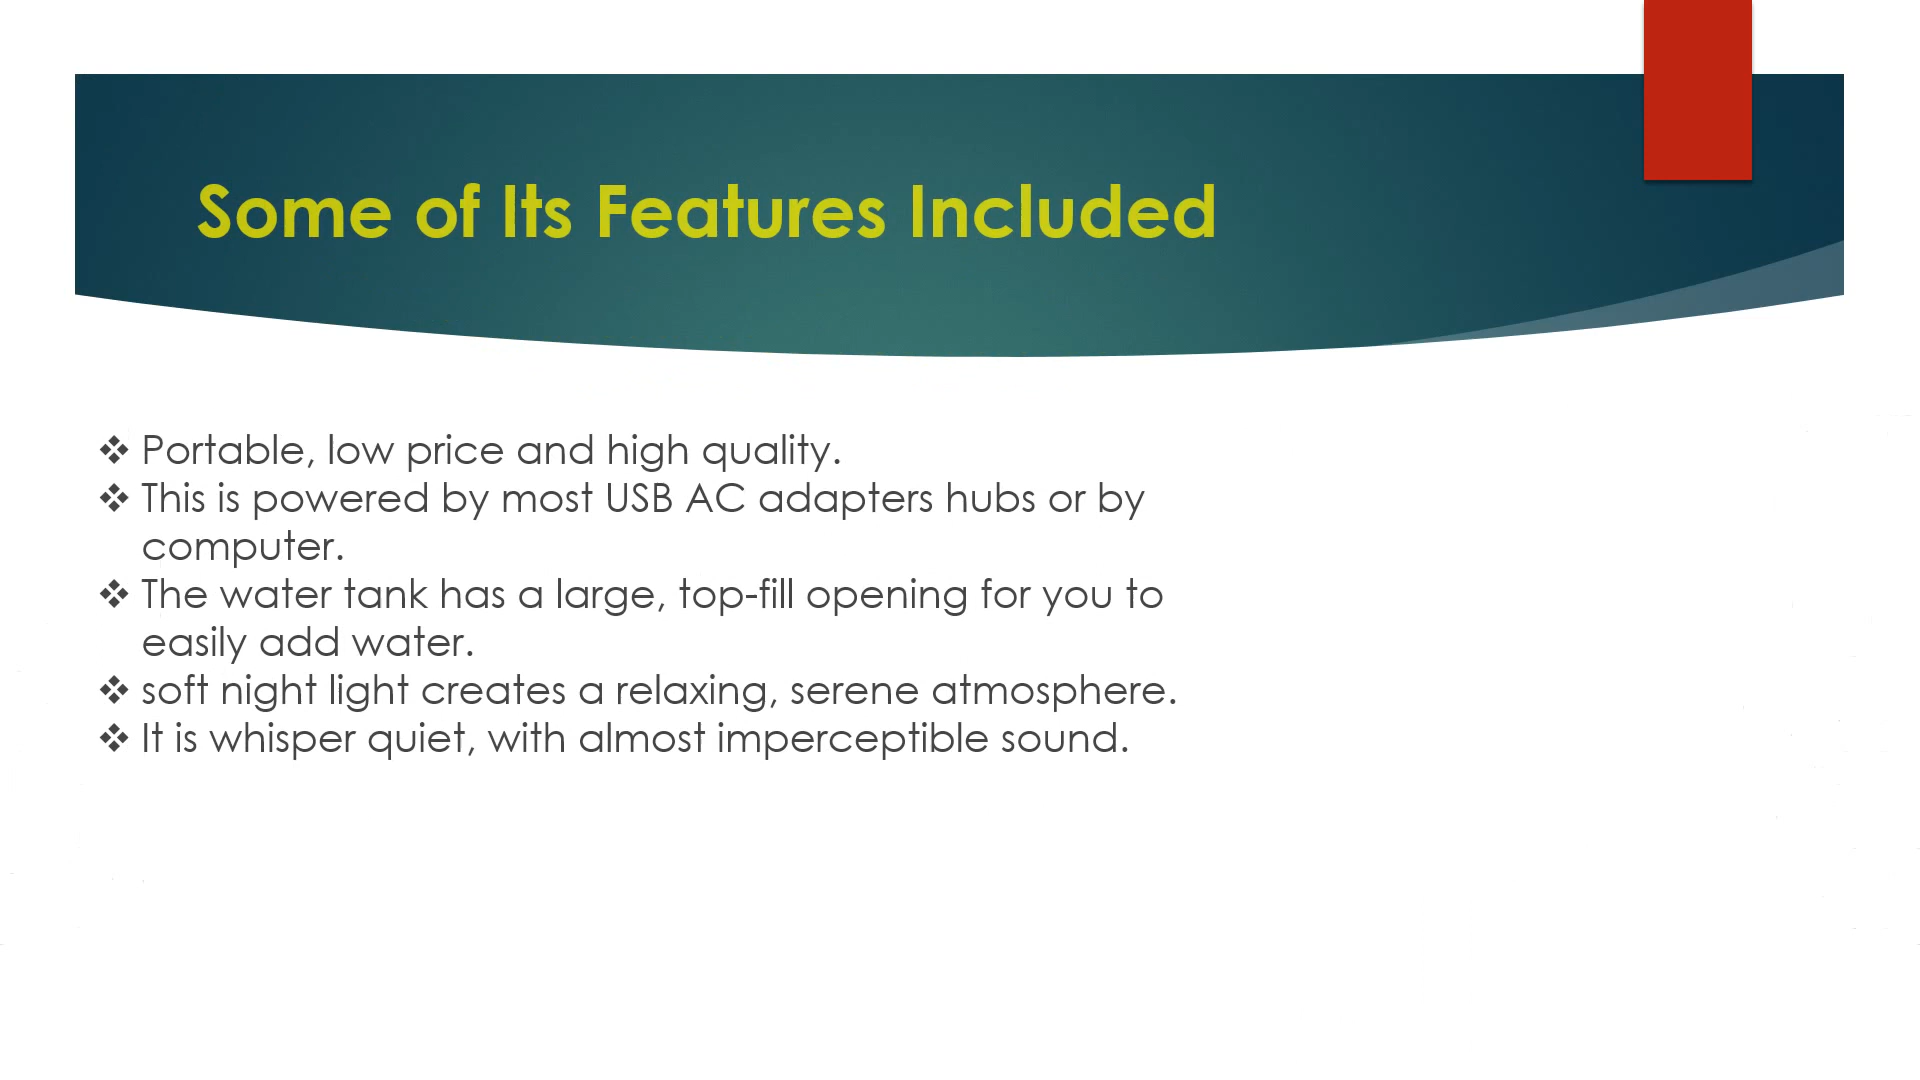 Some of Its Features Included
❖ Portable, low price and high quality.
❖ This is powered by most USB AC adapters hubs or by
computer.
❖ The water tank has a large, top-fill opening for you to
easily add water.
❖ soft night light creates a relaxing, serene atmosphere.
❖ It is whisper quiet, with almost imperceptible sound.